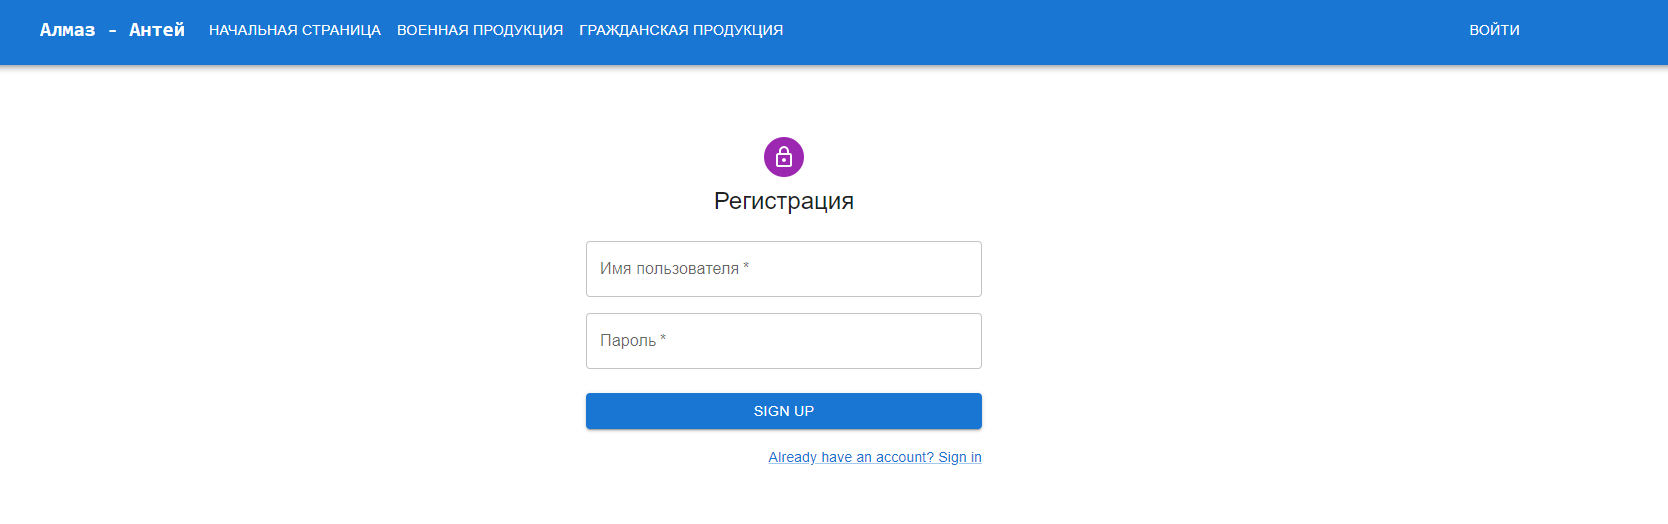 Алмаз - Антей НАЧАЛЬНАЯ СТРАНИЦА ВОЕННАЯ ПРОДУКЦИЯ ГРАЖДАНСКАЯ ПРОДУКЦИЯ ВОЙТИ
Регистрация
Имя пользователя *
Пароль *
SIGN UP
Already have an account? Sign in